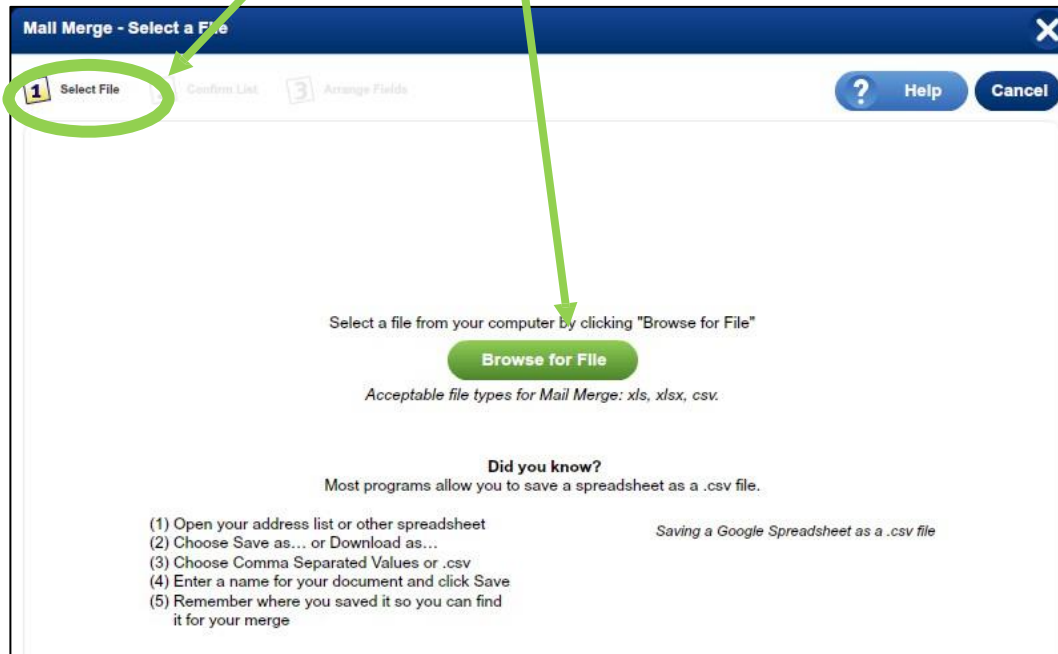 Mail Merge - Select a File
1 Select File Confirm List 3 Arrange Fields ? Help Cancel
Select a file from your computer by clicking "Browse for File"
Browse for File
Acceptable file types for Mail Merge: xls, xlsx, csv.
Did you know?
Most programs allow you to save a spreadsheet as a .csv file.
(1) Open your address list or other spreadsheet
(2) Choose Save as... or Download as...
(3) Choose Comma Separated Values or .csv
(4) Enter a name for your document and click Save
(5) Remember where you saved it so you can find
it for your merge
Saving a Google Spreadsheet as a .csv file